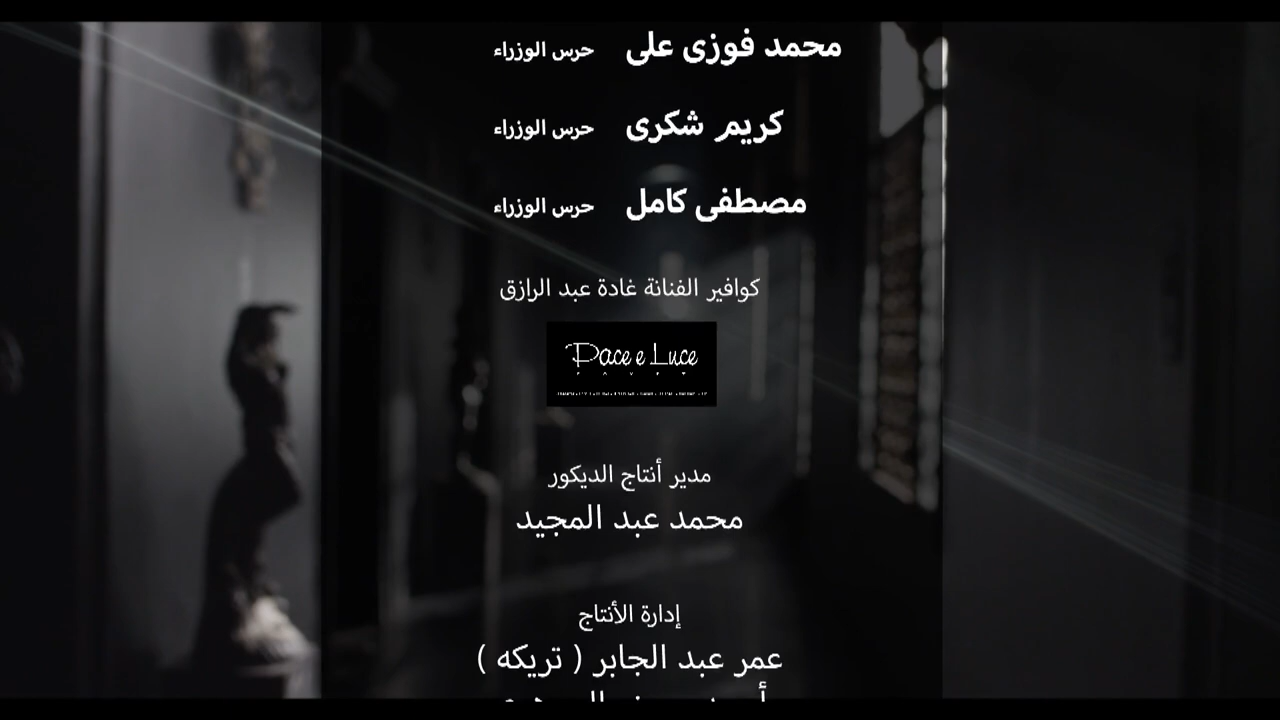 محمد فوزى على حرس الوزراء
كريم شكرى حرس الوزراء
مصطفى كامل حرس الوزراء
كوافير الفنانة غادة عبد الرازق
Pace e Luce
مدير أنتاج الديكور
محمد عبد المجيد
إدارة الأنتاج
عمر عبد الجابر ( تريكه )